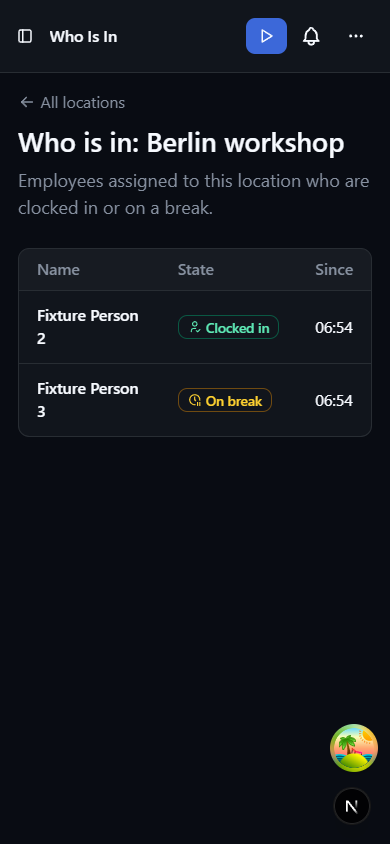 Who Is In
All locations
Who is in: Berlin workshop
Employees assigned to this location who are
clocked in or on a break.
Name State Since
Fixture Person
2
Clocked in 06:54
Fixture Person
3
On break 06:54
N